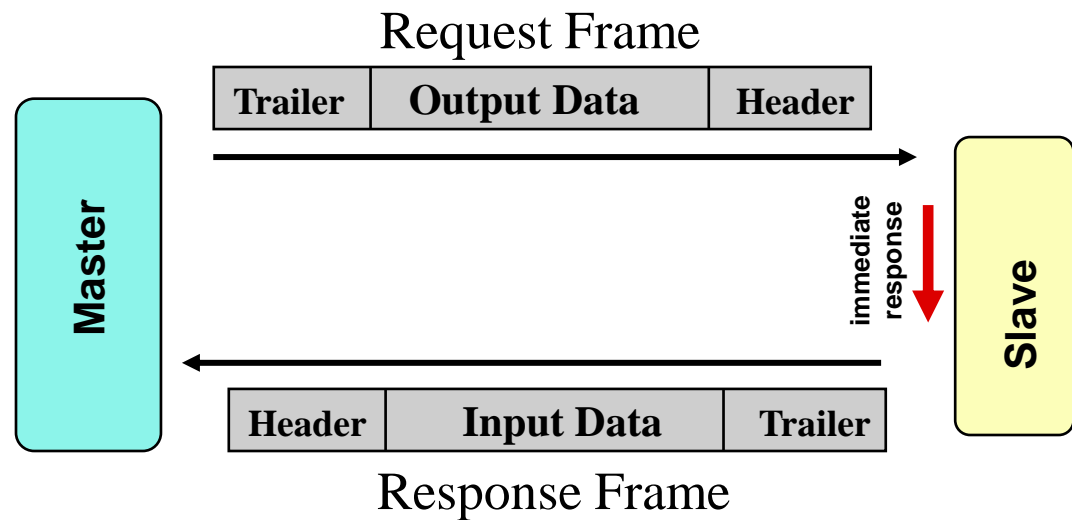 Request Frame
Trailer Output Data Header
Master
immediate
response
Slave
Header Input Data Trailer
Response Frame